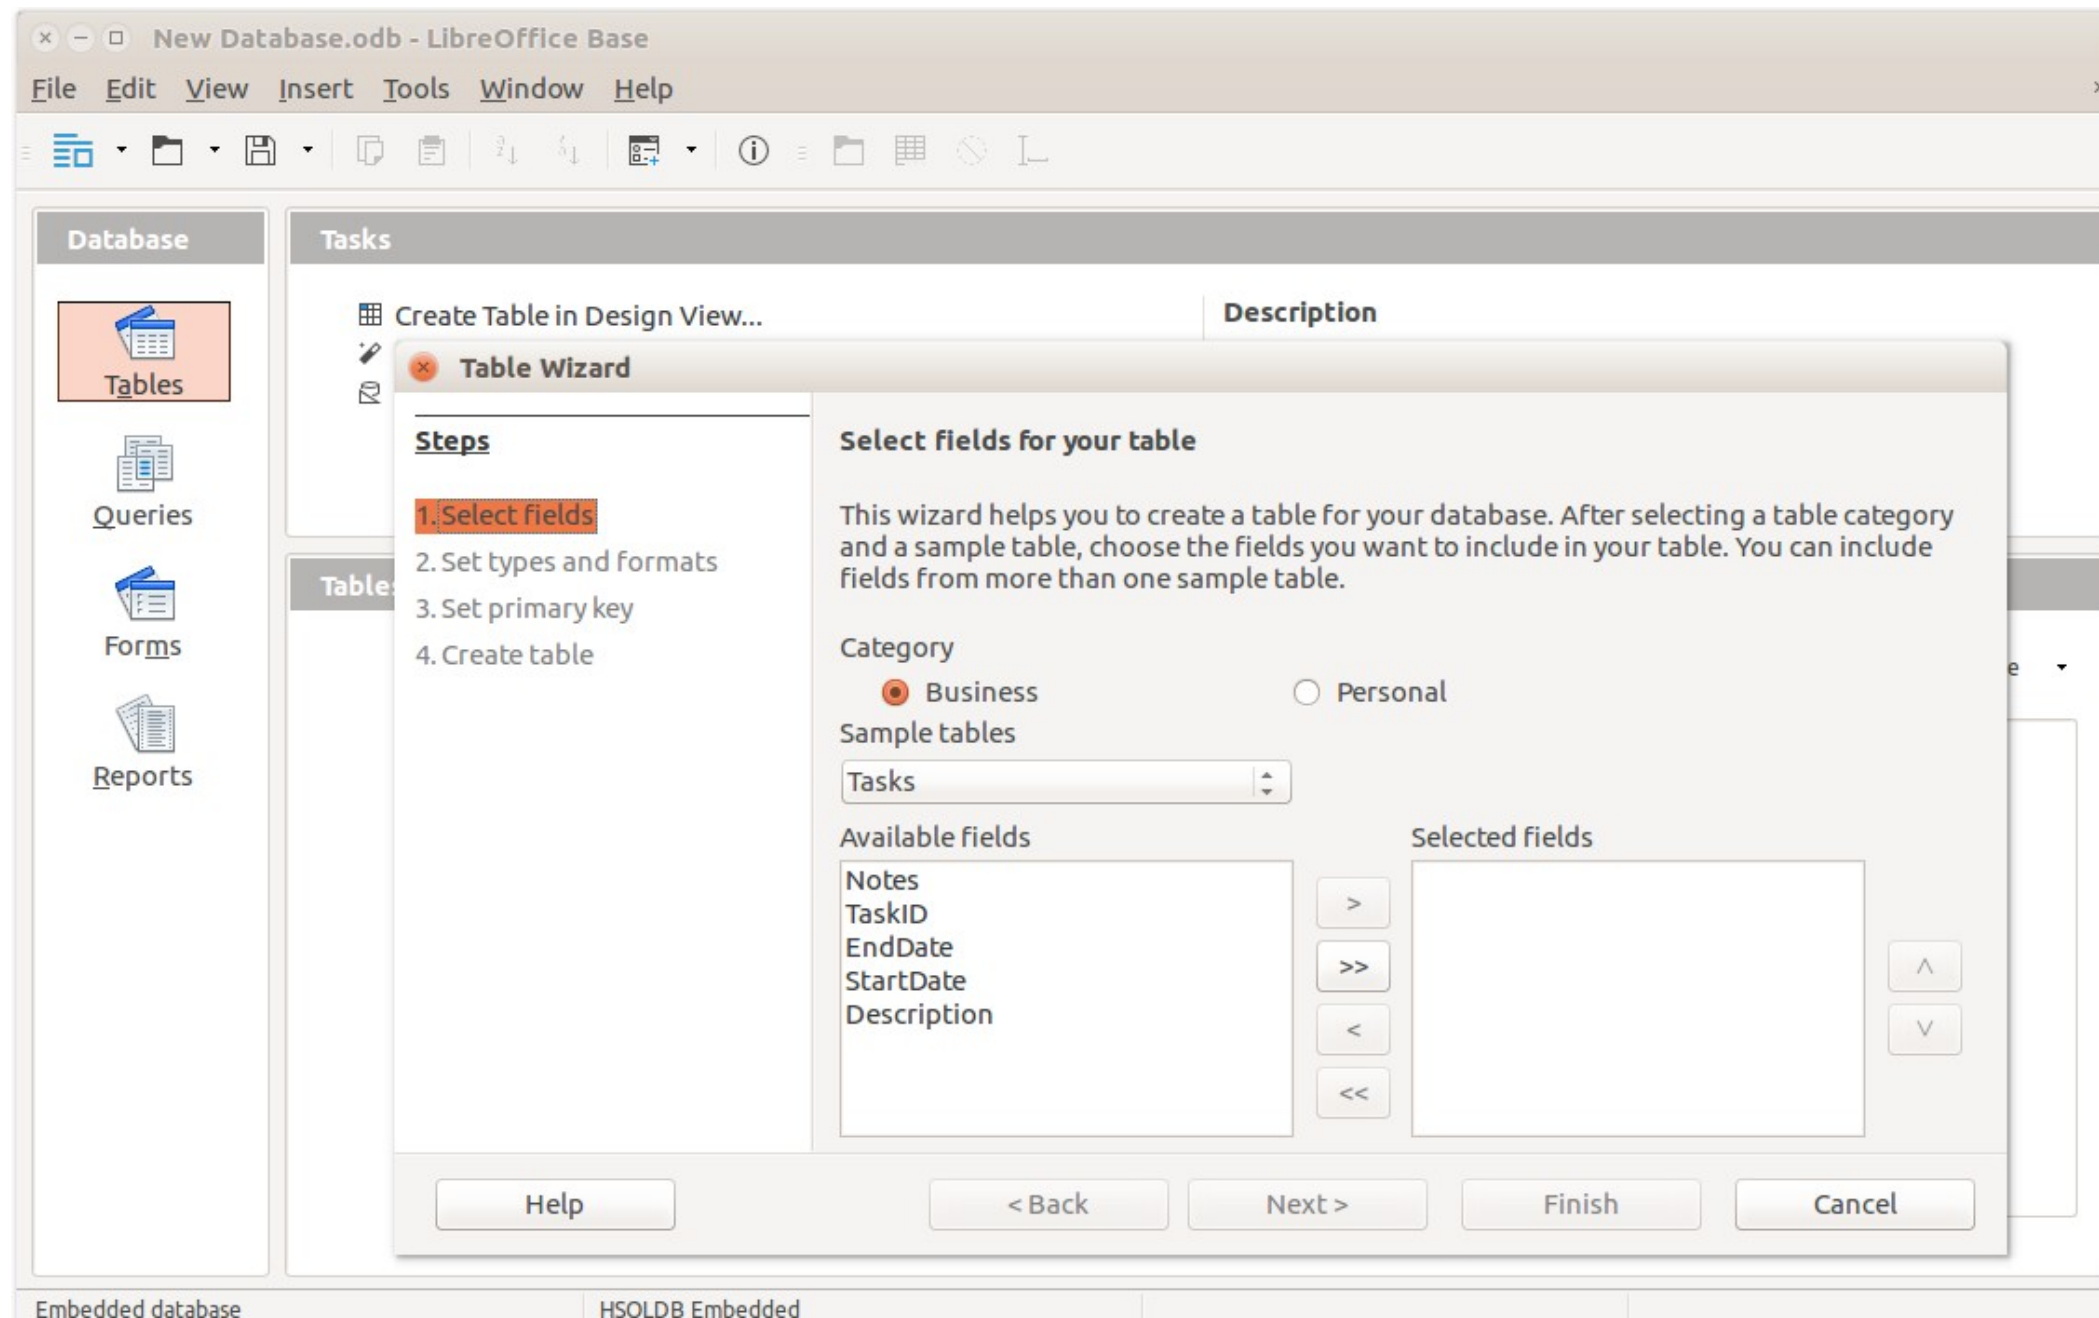 New Database.odb - LibreOffice Base
File Edit View Insert Tools Window Help
Database
Tasks
Tables
Queries
Forms
Reports
Create Table in Design View...
Description
Table Wizard
Steps
1. Select fields
2. Set types and formats
3. Set primary key
4. Create table
Select fields for your table
This wizard helps you to create a table for your database. After selecting a table category
and a sample table, choose the fields you want to include in your table. You can include
fields from more than one sample table.
Category
Business Personal
Sample tables
Tasks
Available fields Selected fields
Notes
TaskID
EndDate
StartDate
Description
>
>>
<
<<
Help < Back Next > Finish Cancel
Tables
Embedded database HSQLDB Embedded